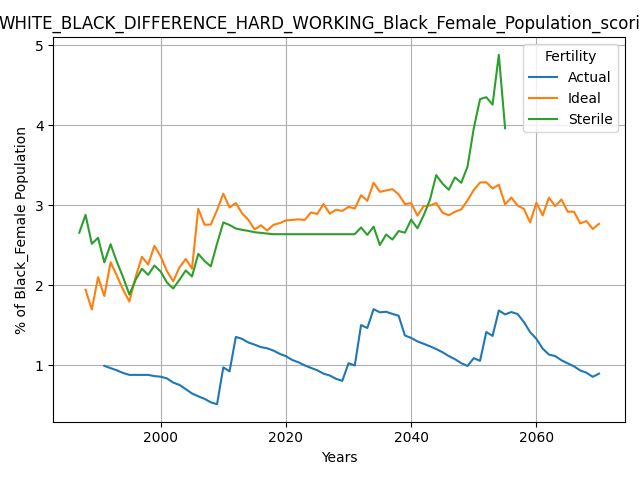 WHITE_BLACK_DIFFERENCE_HARD_WORKING_Black_Female_Population_scori
Fertility
Actual
Ideal
Sterile
% of Black_Female Population
5
4
3
2
1
2000
2020
2040
2060
Years